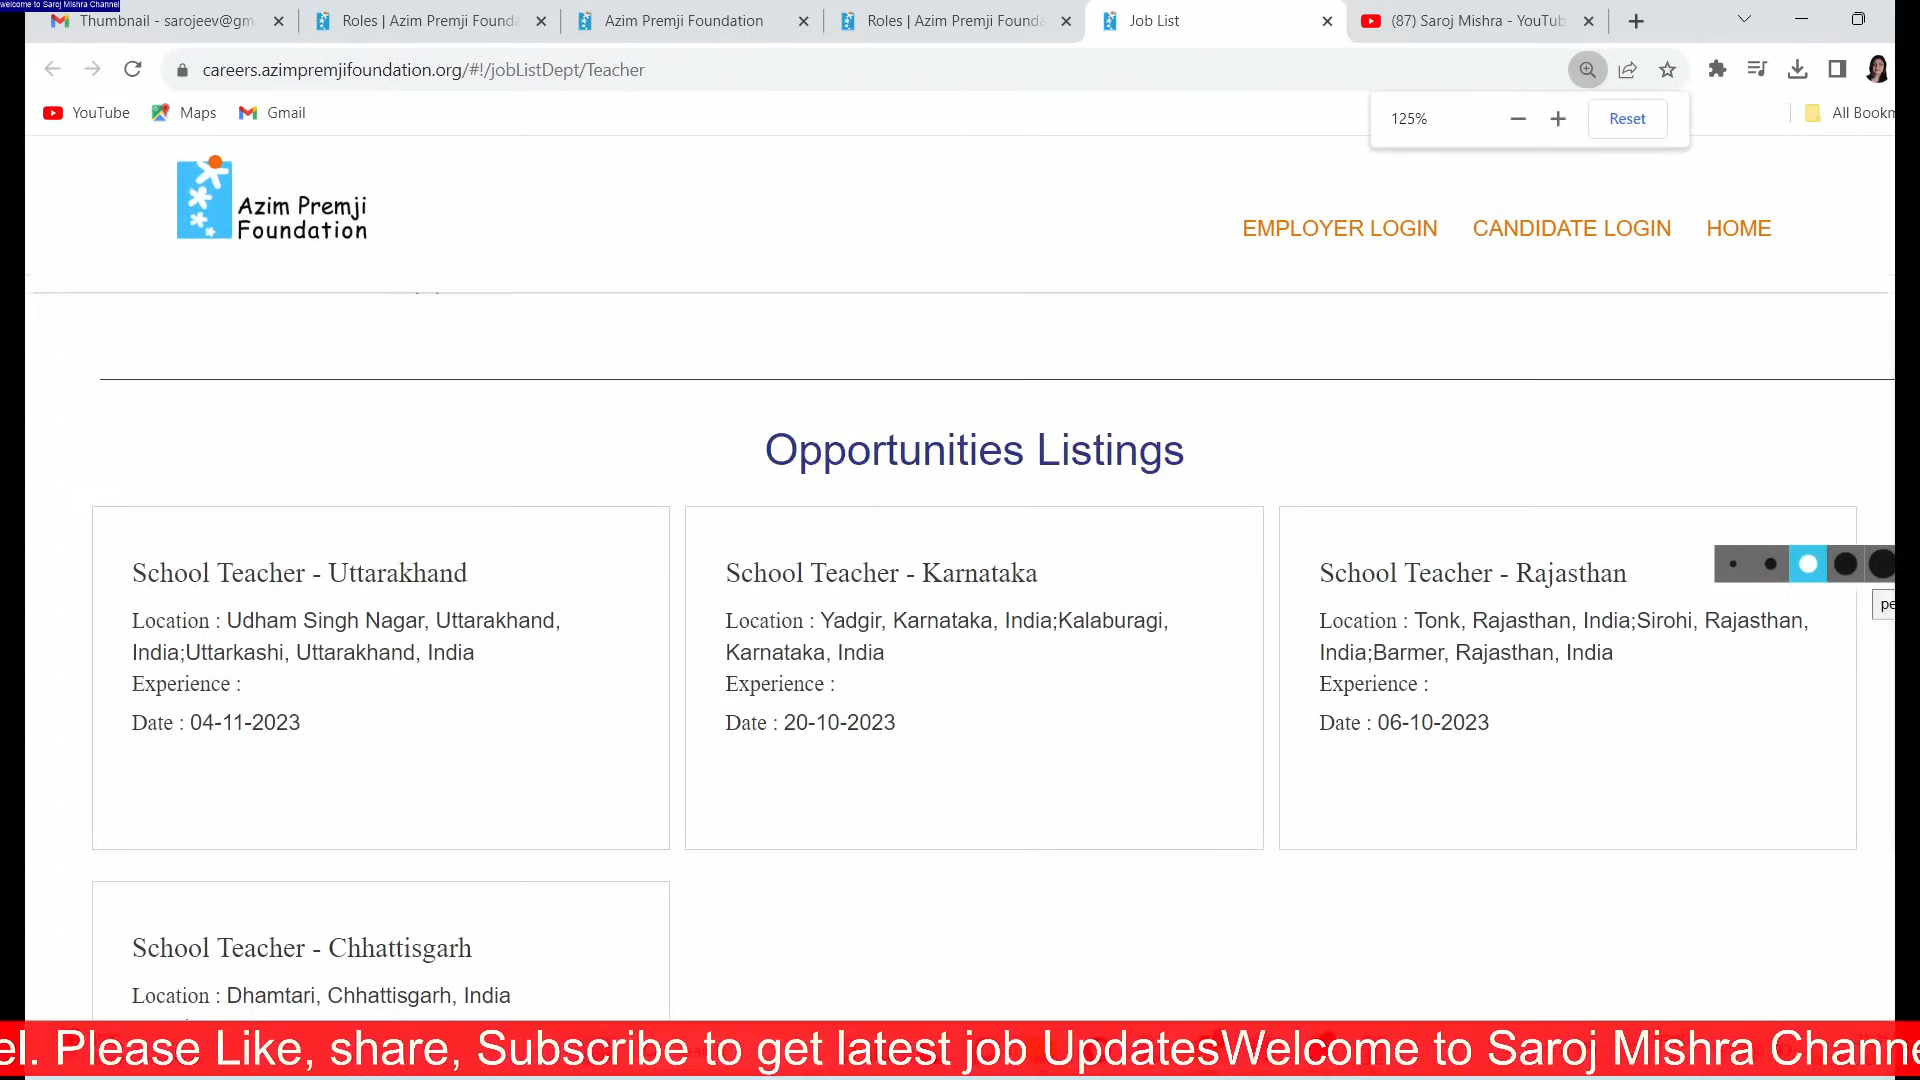 welcome to Saroj Mishra Channel
Thumbnail - sarojeev@gm
Roles | Azim Premji Founda
Azim Premji Foundation
Roles | Azim Premji Founda
Job List
(87) Saroj Mishra - YouTub
careers.azimpremjifoundation.org/#!/jobListDept/Teacher
YouTube
Maps
Gmail
125%
Reset
All Bookm
Azim Premji
Foundation
EMPLOYER LOGIN
CANDIDATE LOGIN
HOME
Opportunities Listings
School Teacher - Uttarakhand
Location : Udham Singh Nagar, Uttarakhand,
India;Uttarkashi, Uttarakhand, India
Experience :
Date : 04-11-2023
School Teacher - Karnataka
Location : Yadgir, Karnataka, India;Kalaburagi,
Karnataka, India
Experience :
Date : 20-10-2023
School Teacher - Rajasthan
Location : Tonk, Rajasthan, India;Sirohi, Rajasthan,
India;Barmer, Rajasthan, India
Experience :
Date : 06-10-2023
pe
School Teacher - Chhattisgarh
Location : Dhamtari, Chhattisgarh, India
el. Please Like, share, Subscribe to get latest job UpdatesWelcome to Saroj Mishra Channe